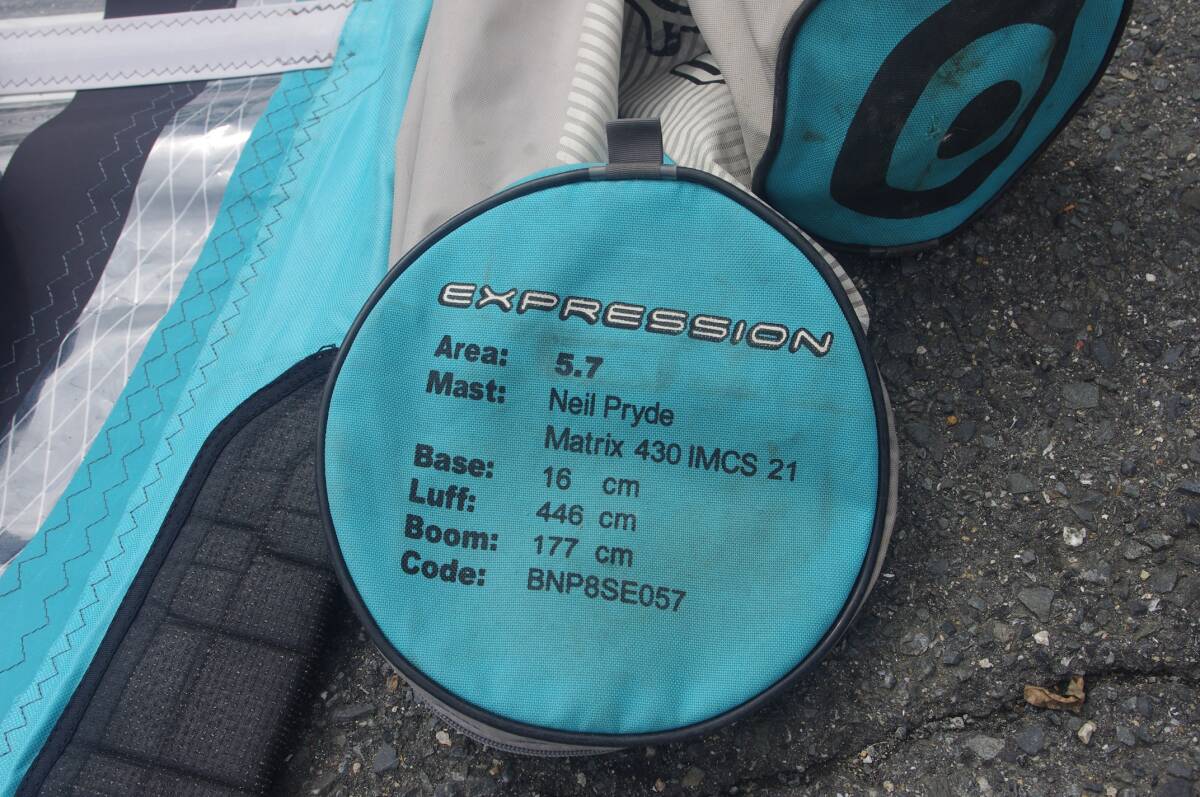 EXPRESSION
Area: 5.7
Mast: Neil Pryde
Matrix 430 IMCS 21
Base: 16 cm
Luff: 446 cm
Boom: 177 cm
Code: BNP8SE057